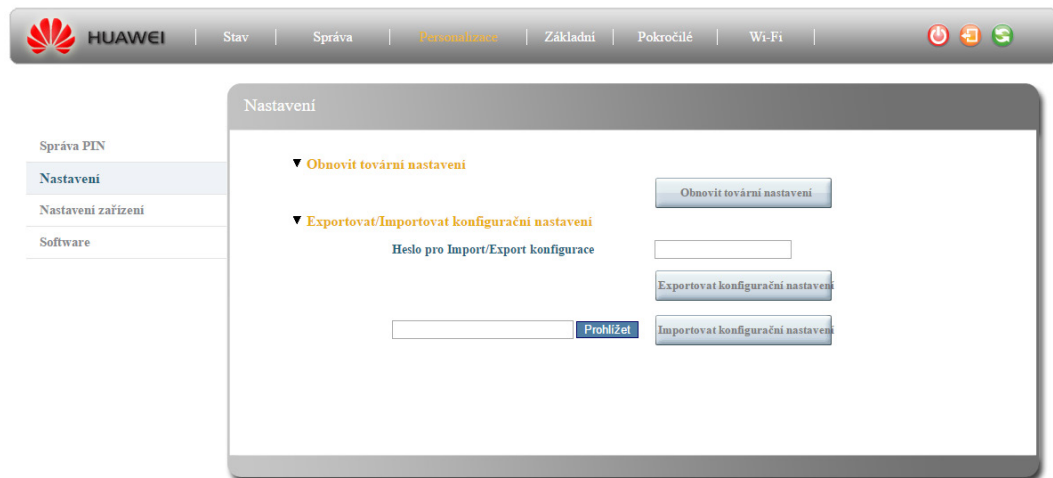 HUAWEI | Stav | Správa | Personalizace | Základní | Pokročilé | Wi-Fi |
Nastavení
Správa PIN
Nastavení
Nastavení zařízení
Software
Obnovit tovární nastavení
Obnovit tovární nastavení
Exportovat/Importovat konfigurační nastavení
Heslo pro Import/Export konfigurace
Exportovat konfigurační nastavení
Prohlížet
Importovat konfigurační nastavení